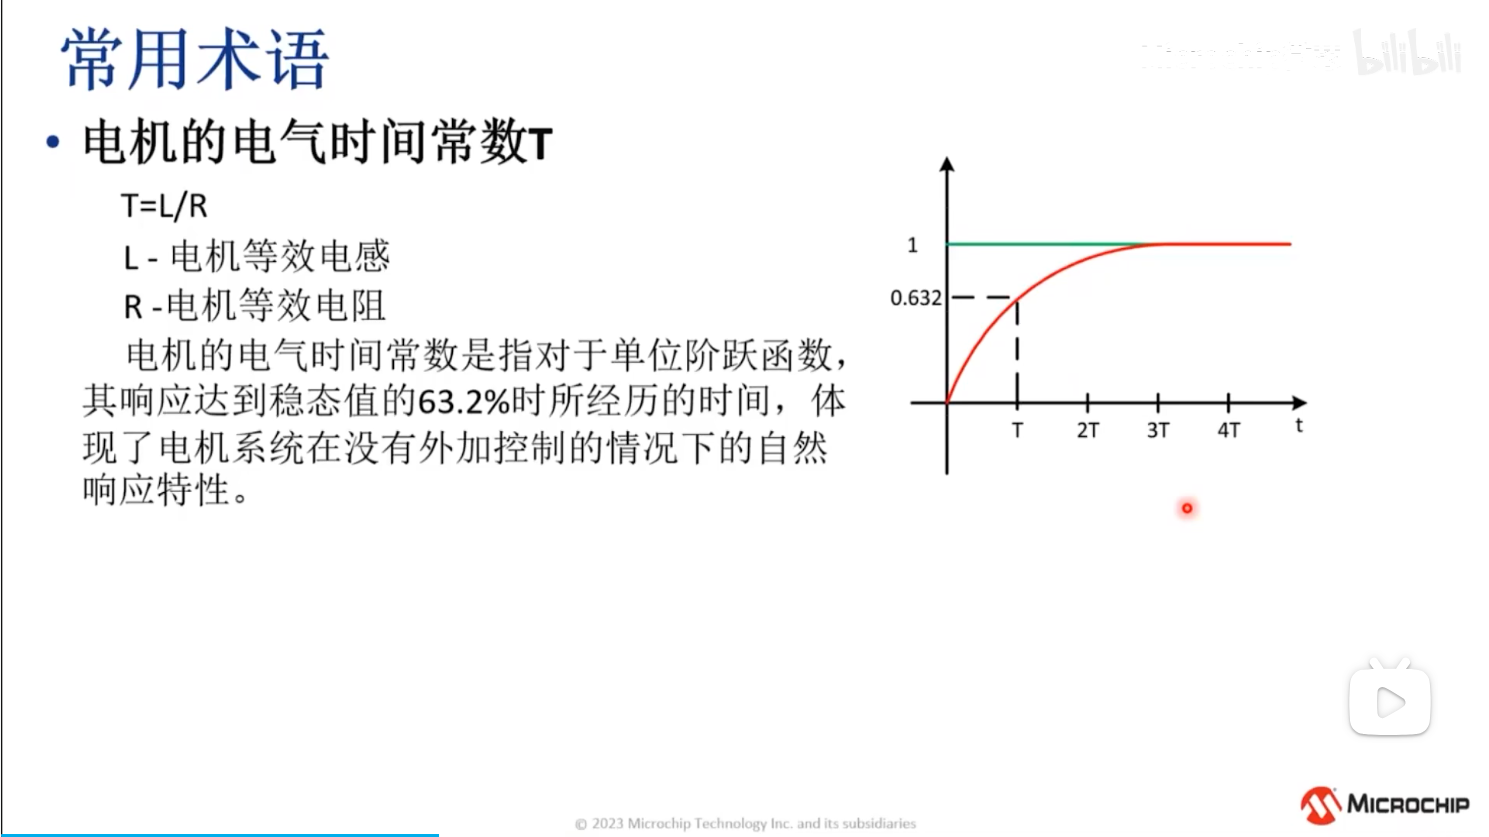 常用术语
bilibili
• 电机的电气时间常数T
T=L/R
L - 电机等效电感
R -电机等效电阻
电机的电气时间常数是指对于单位阶跃函数，
其响应达到稳态值的63.2%时所经历的时间，体
现了电机系统在没有外加控制的情况下的自然
响应特性。
1
0.632
T 2T 3T 4T t
MICROCHIP
© 2023 Microchip Technology Inc. and its subsidiaries